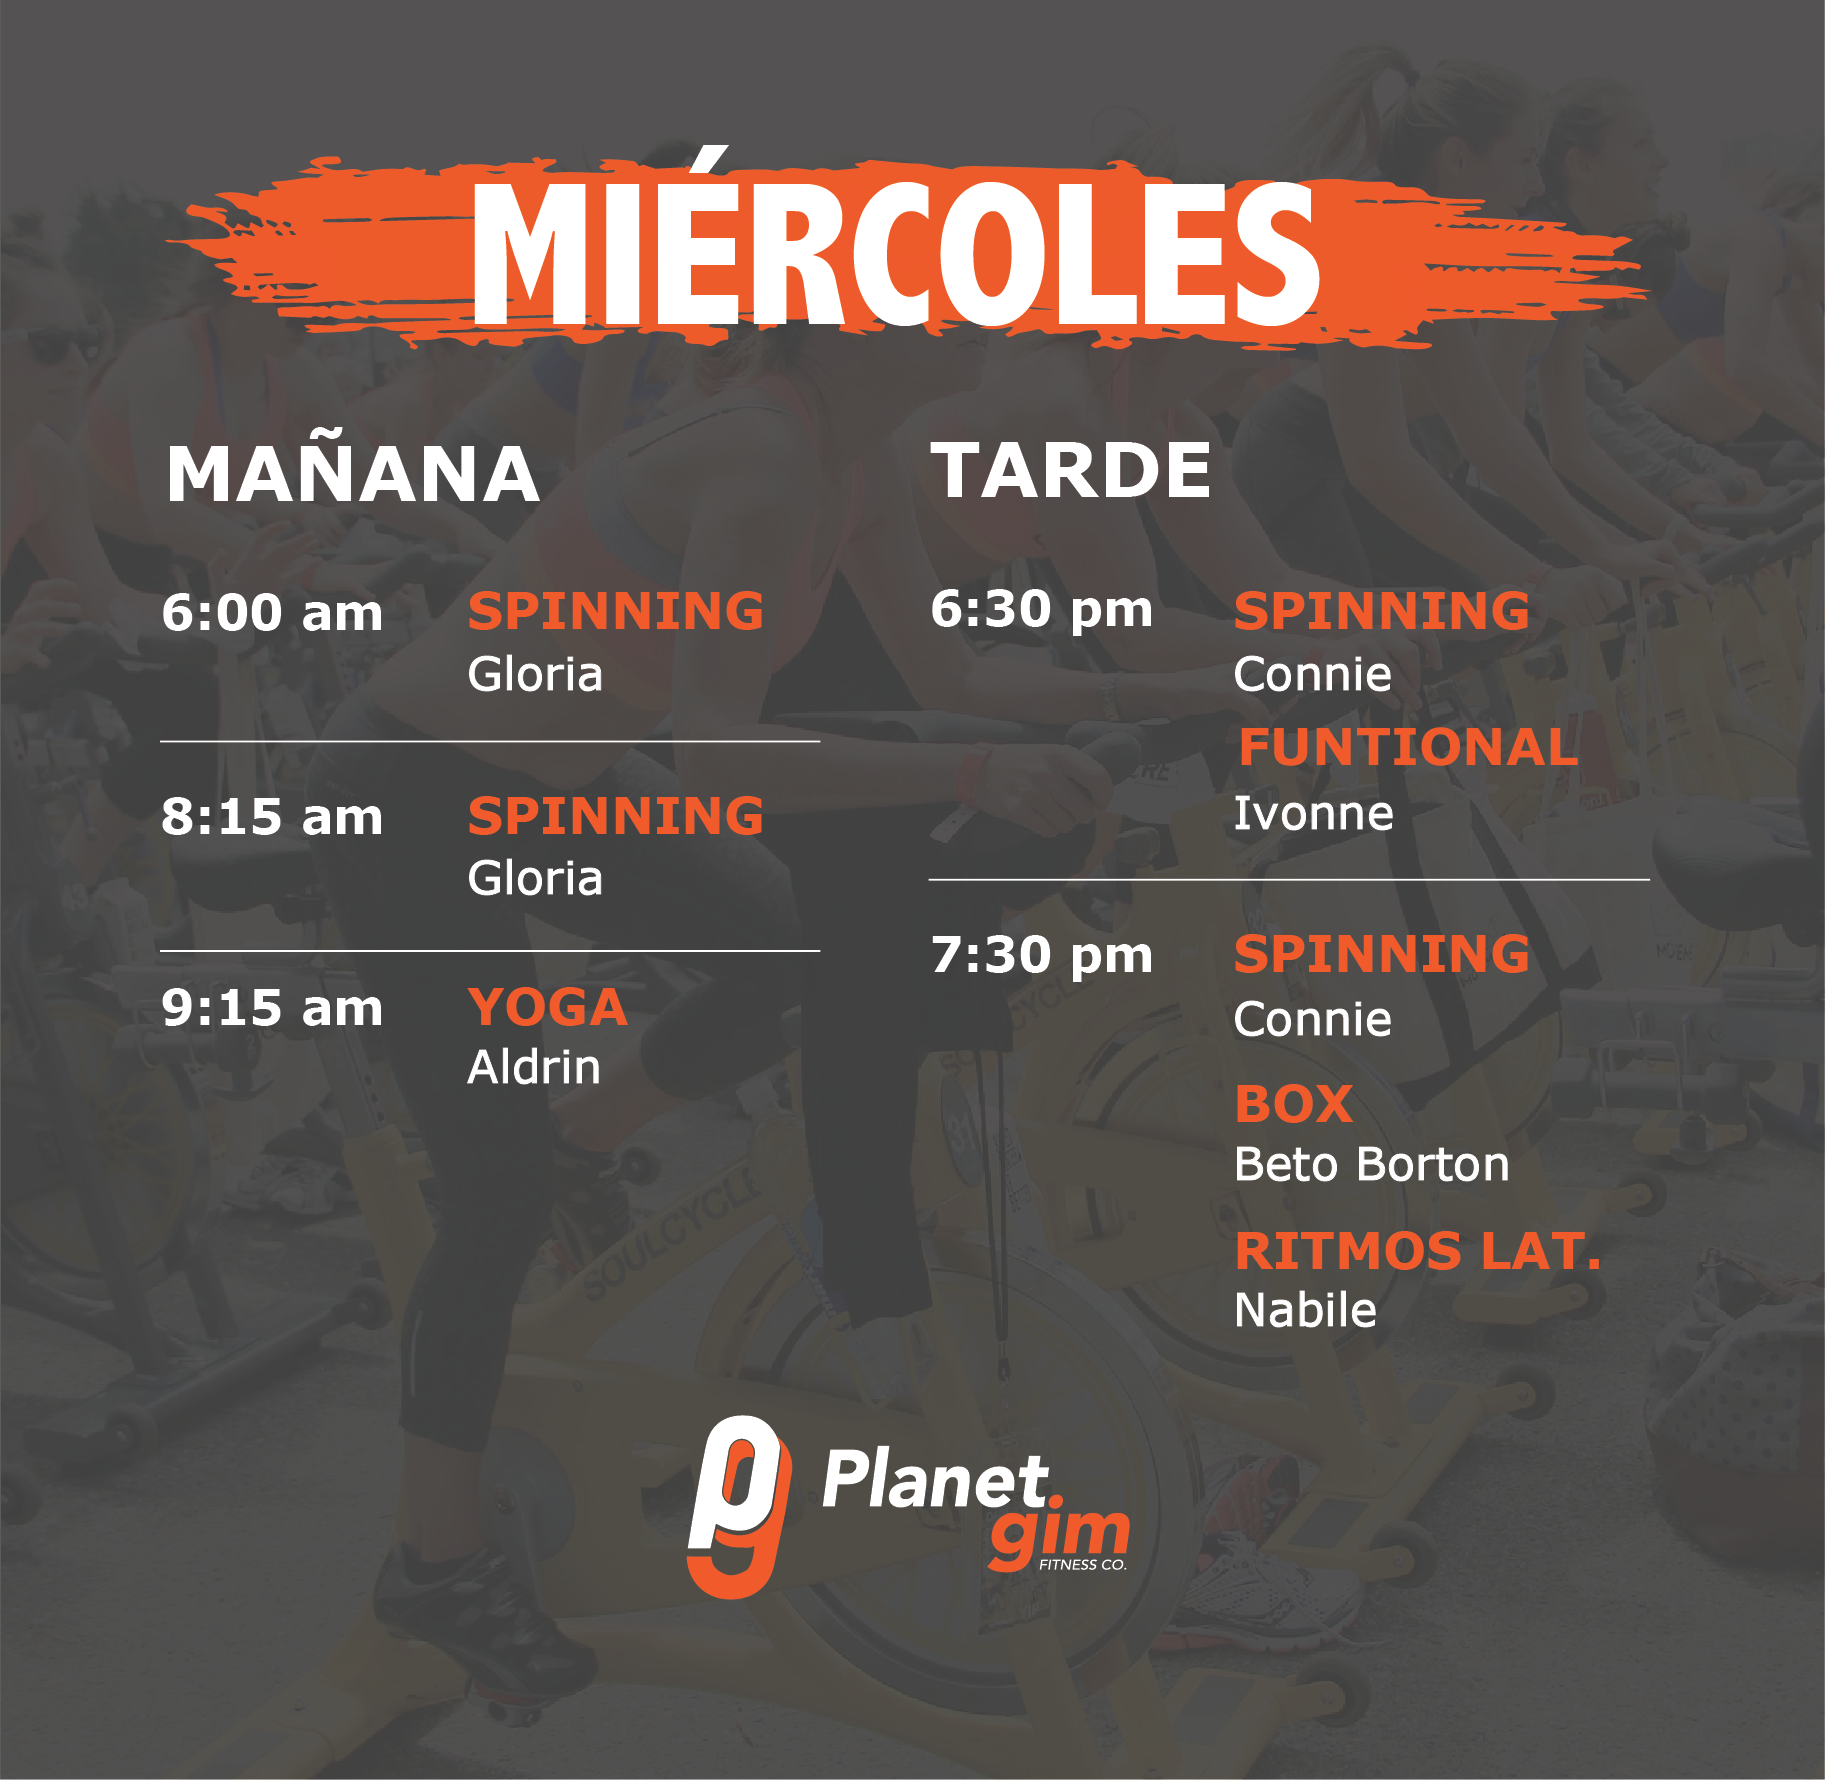 MIÉRCOLES
MAÑANA
6:00 am SPINNING
Gloria
8:15 am SPINNING
Gloria
9:15 am YOGA
Aldrin
TARDE
6:30 pm SPINNING
Connie
FUNTIONAL
Ivonne
7:30 pm SPINNING
Connie
BOX
Beto Borton
RITMOS LAT.
Nabile
SOULCYCLE
31
Planet
gim
FITNESS CO.